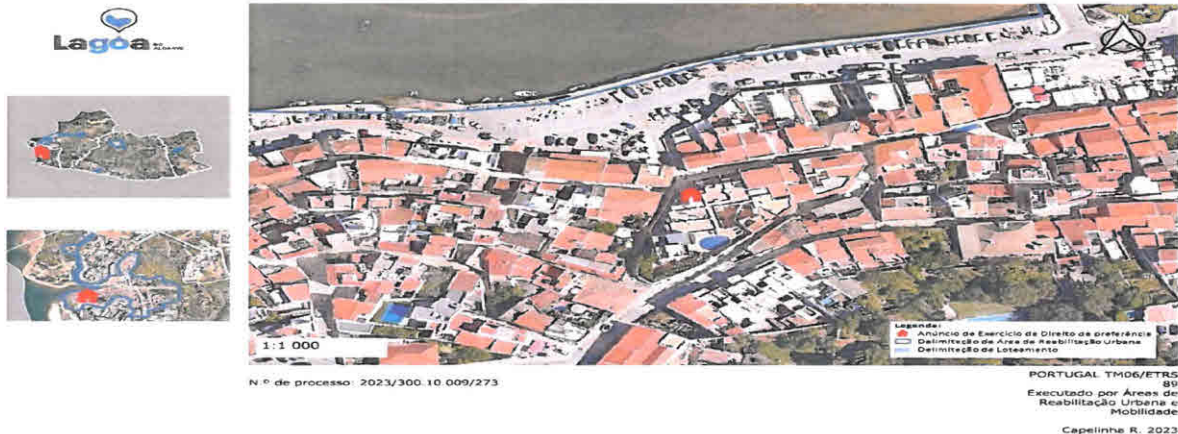 Lagoa
1:1 000
Legenda:
Anúncio de Exercício de Direito de preferência
Delimitação de Área de Reabilitação Urbana
Delimitação de Loteamento
N.º de processo: 2023/300.10.009/273
PORTUGAL TM06/ETRS
89
Executado por Áreas de
Reabilitação Urbana e
Mobilidade
Capelinha R. 2023